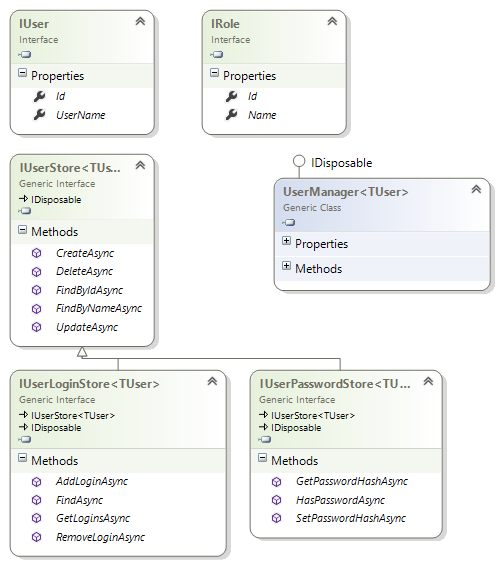 IUser
Interface
Properties
Id
UserName
IRole
Interface
Properties
Id
Name
IUserStore<TUs...
Generic Interface
IDisposable
Methods
CreateAsync
DeleteAsync
FindByIdAsync
FindByNameAsync
UpdateAsync
IDisposable
UserManager<TUser>
Generic Class
Properties
Methods
IUserLoginStore<TUser>
Generic Interface
IUserStore<TUser>
IDisposable
Methods
AddLoginAsync
FindAsync
GetLoginsAsync
RemoveLoginAsync
IUserPasswordStore<TU...
Generic Interface
IUserStore<TUser>
IDisposable
Methods
GetPasswordHashAsync
HasPasswordAsync
SetPasswordHashAsync